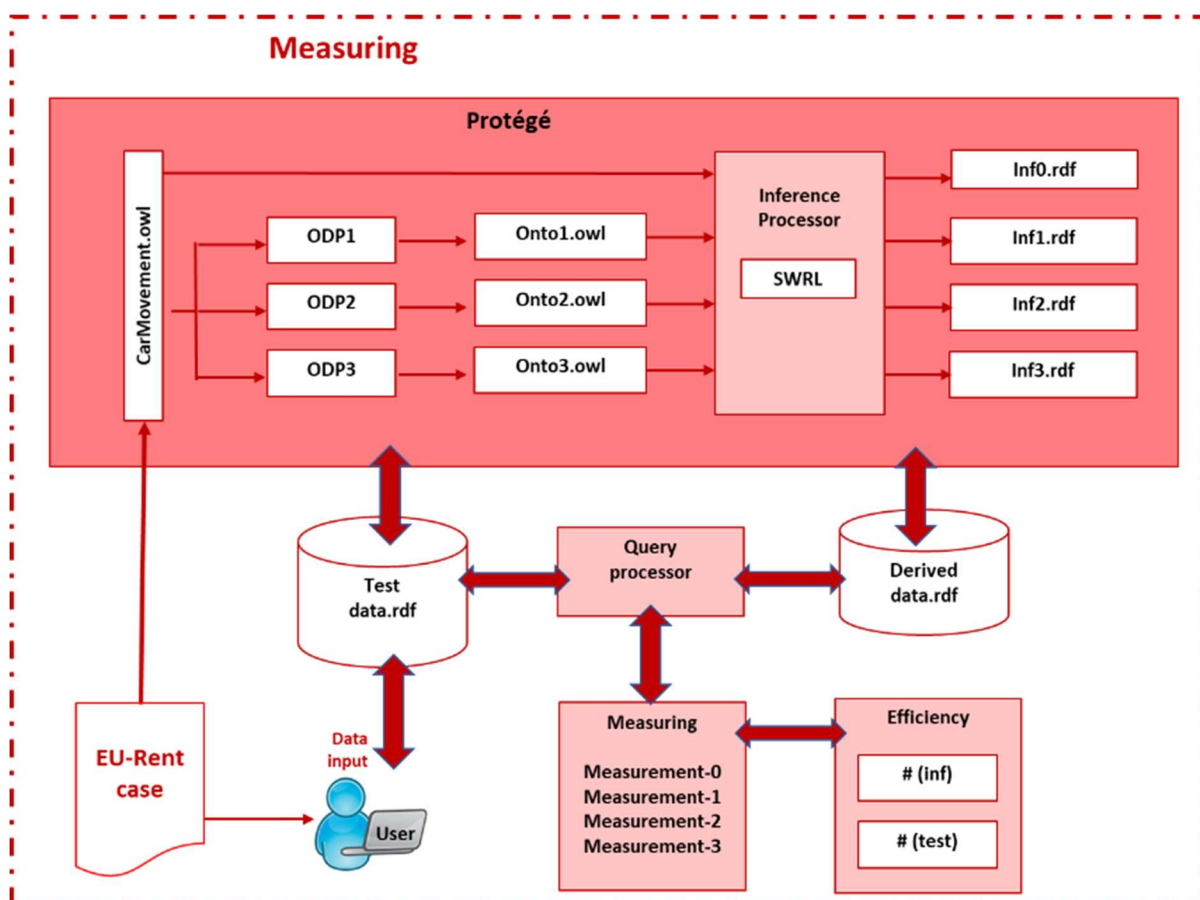 Measuring
Protégé
CarMovement.owl
ODP1
ODP2
ODP3
Onto1.owl
Onto2.owl
Onto3.owl
Inference
Processor
SWRL
Inf0.rdf
Inf1.rdf
Inf2.rdf
Inf3.rdf
Test
data.rdf
Query
processor
Derived
data.rdf
EU-Rent
case
Data
input
User
Measuring
Measurement-0
Measurement-1
Measurement-2
Measurement-3
Efficiency
# (inf)
# (test)